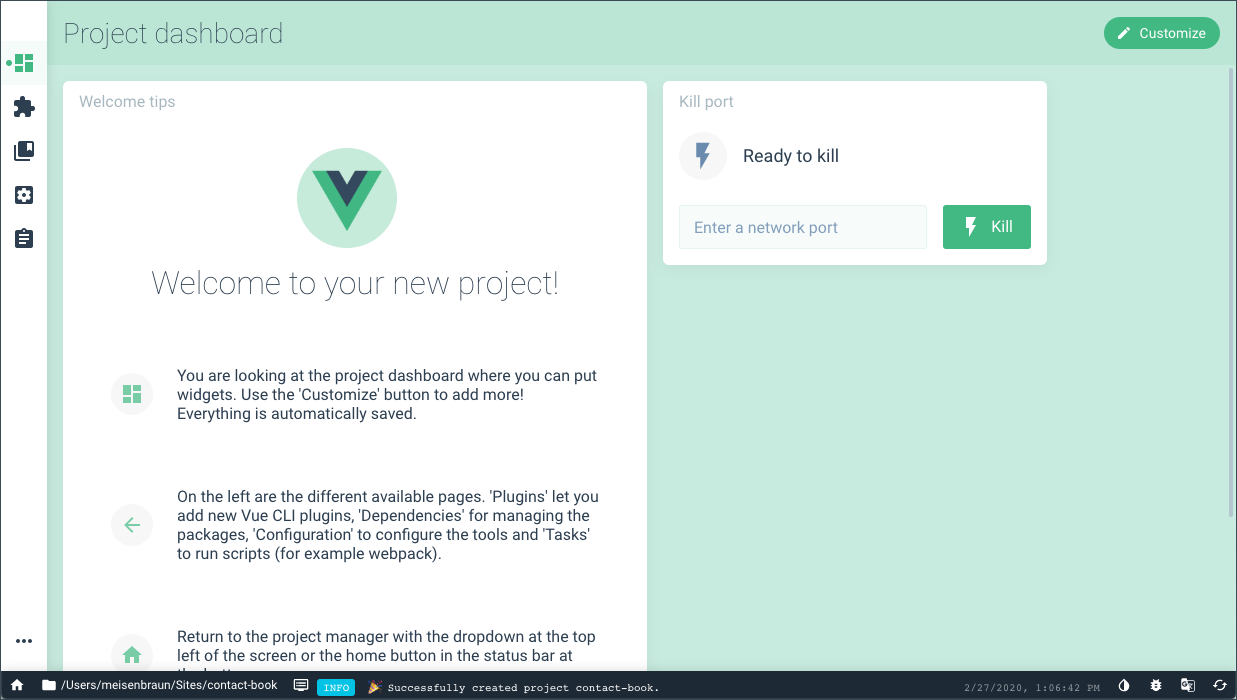 Project dashboard
Customize
Welcome tips
Welcome to your new project!
You are looking at the project dashboard where you can put
widgets. Use the 'Customize' button to add more!
Everything is automatically saved.
On the left are the different available pages. 'Plugins' let you
add new Vue CLI plugins, 'Dependencies' for managing the
packages, 'Configuration' to configure the tools and 'Tasks'
to run scripts (for example webpack).
Return to the project manager with the dropdown at the top
left of the screen or the home button in the status bar at
Kill port
Ready to kill
Enter a network port
Kill
/Users/meisenbraun/Sites/contact-book
INFO
Successfully created project contact-book.
2/27/2020, 1:06:42 PM